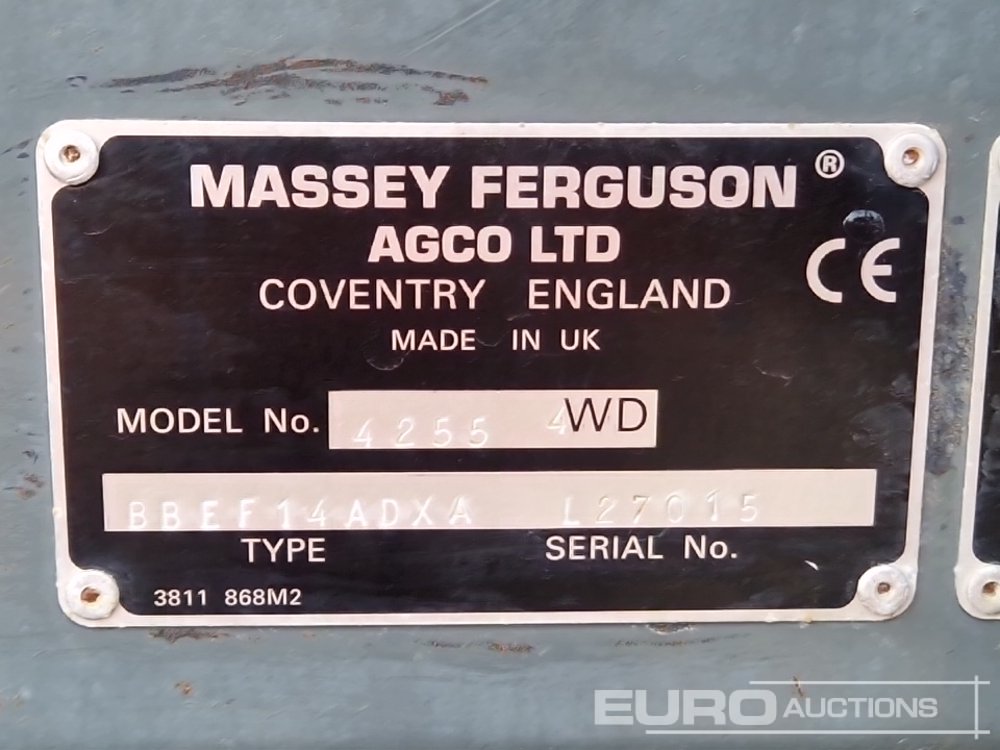 MASSEY FERGUSON ®
AGCO LTD
COVENTRY ENGLAND
CE
MADE IN UK
MODEL No. 4255 4WD
BBEF14ADXA L27015
TYPE SERIAL No.
3811 868M2
EURO AUCTIONS